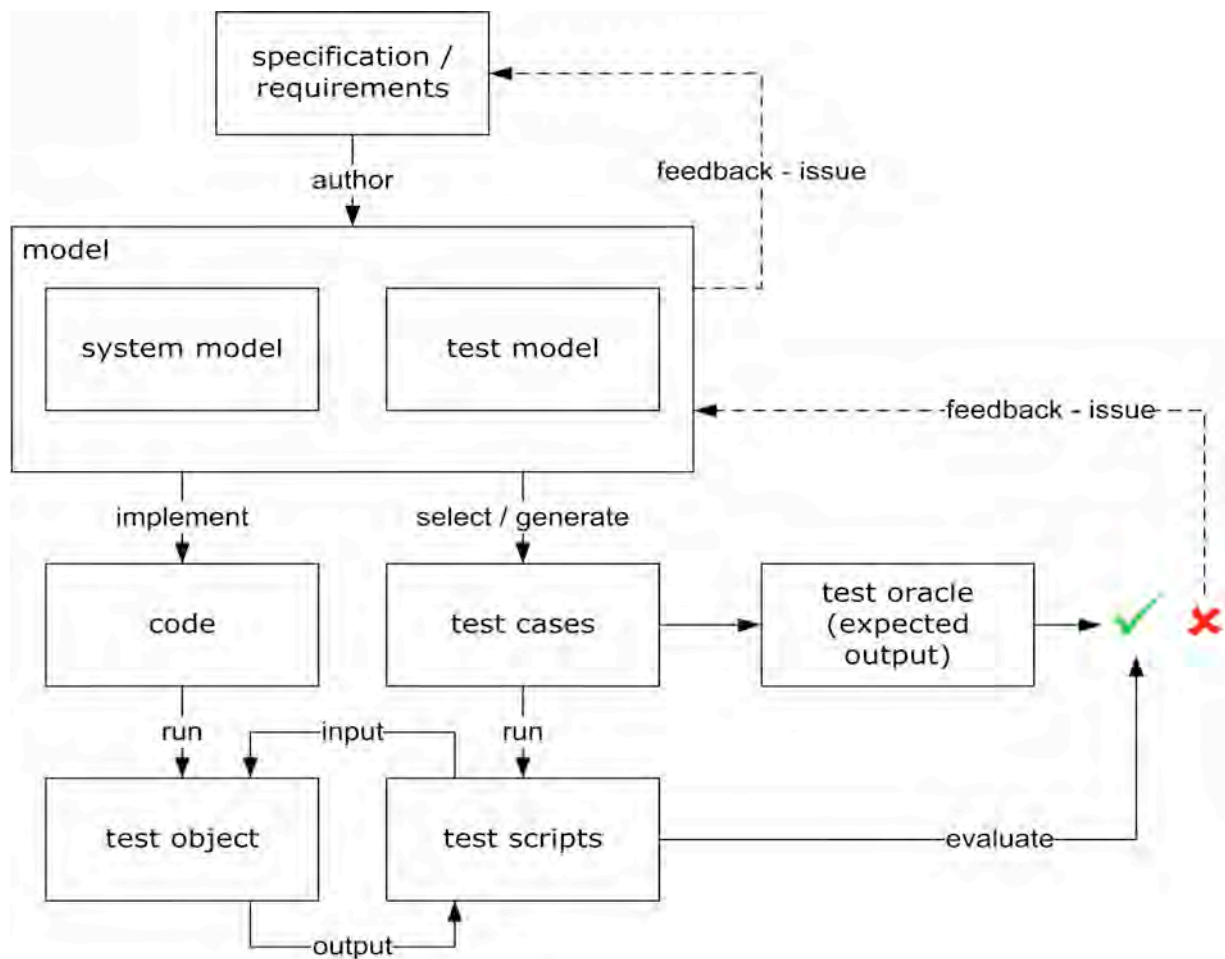 specification /
requirements
author
feedback - issue
model
system model
test model
feedback - issue
implement
select / generate
code
test cases
test oracle
(expected
output)
run
input
run
test object
test scripts
evaluate
output